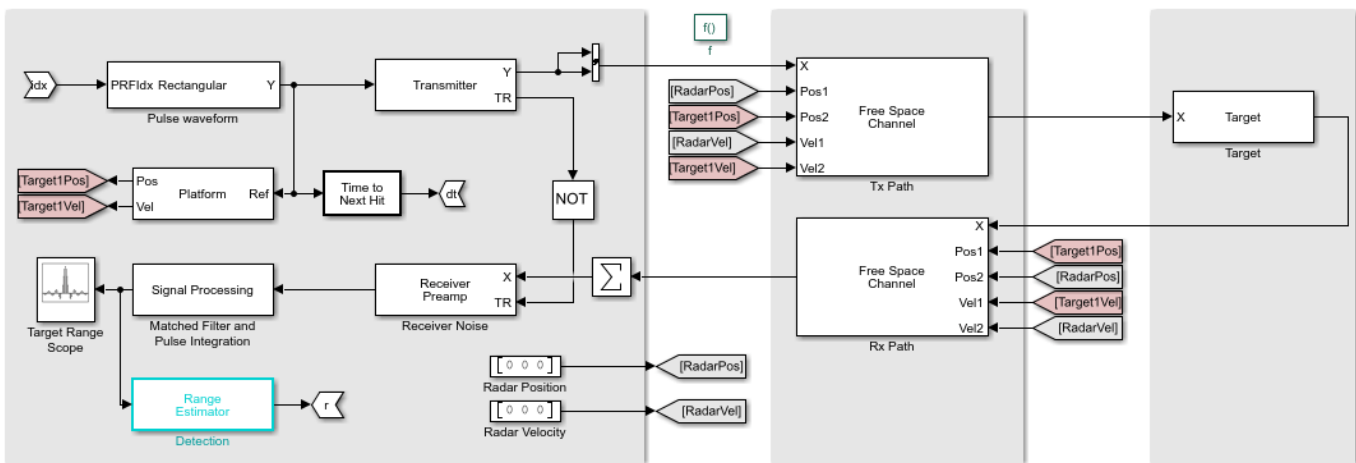 f()
f
idx
PRFIdx Rectangular Y
Pulse waveform
Transmitter
Y
TR
X
Pos1
Pos2
Vel1
Vel2
Free Space
Channel
Tx Path
[RadarPos]
[Target1Pos]
[RadarVel]
[Target1Vel]
X Target
Target
[Target1Pos]
[Target1Vel]
Pos
Vel
Platform
Ref
Time to
Next Hit
dt
NOT
X
Pos1
Pos2
Vel1
Vel2
Free Space
Channel
Rx Path
[Target1Pos]
[RadarPos]
[Target1Vel]
[RadarVel]
Target Range
Scope
Signal Processing
Matched Filter and
Pulse Integration
Receiver
Preamp
X
TR
Receiver Noise
∑
[ 0 0 0 ]
Radar Position
[RadarPos]
[ 0 0 0 ]
Radar Velocity
[RadarVel]
Range
Estimator
Detection
r